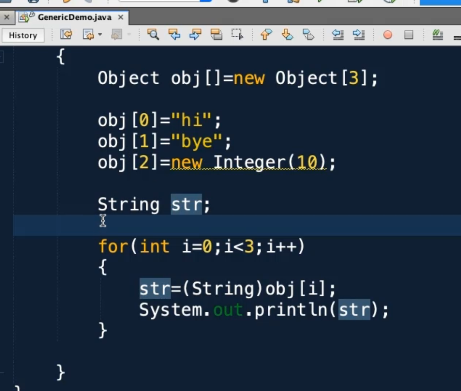 GenericDemo.java
History
{
Object obj[]=new Object[3];
obj[0]="hi";
obj[1]="bye";
obj[2]=new Integer(10);
String str;
for(int i=0;i<3;i++)
{
str=(String)obj[i];
System.out.println(str);
}
}
}